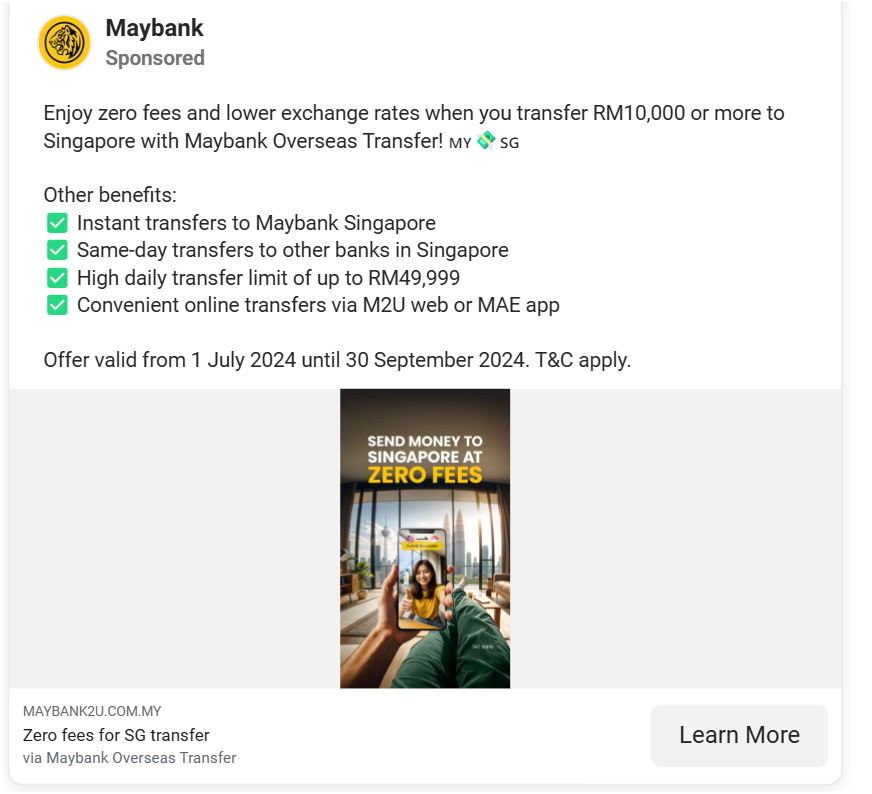 Maybank
Sponsored
Enjoy zero fees and lower exchange rates when you transfer RM10,000 or more to
Singapore with Maybank Overseas Transfer! MY 💸 SG
Other benefits:
✅ Instant transfers to Maybank Singapore
✅ Same-day transfers to other banks in Singapore
✅ High daily transfer limit of up to RM49,999
✅ Convenient online transfers via M2U web or MAE app
Offer valid from 1 July 2024 until 30 September 2024. T&C apply.
SEND MONEY TO
SINGAPORE AT
ZERO FEES
T&C apply
MAYBANK2U.COM.MY
Zero fees for SG transfer
via Maybank Overseas Transfer
Learn More